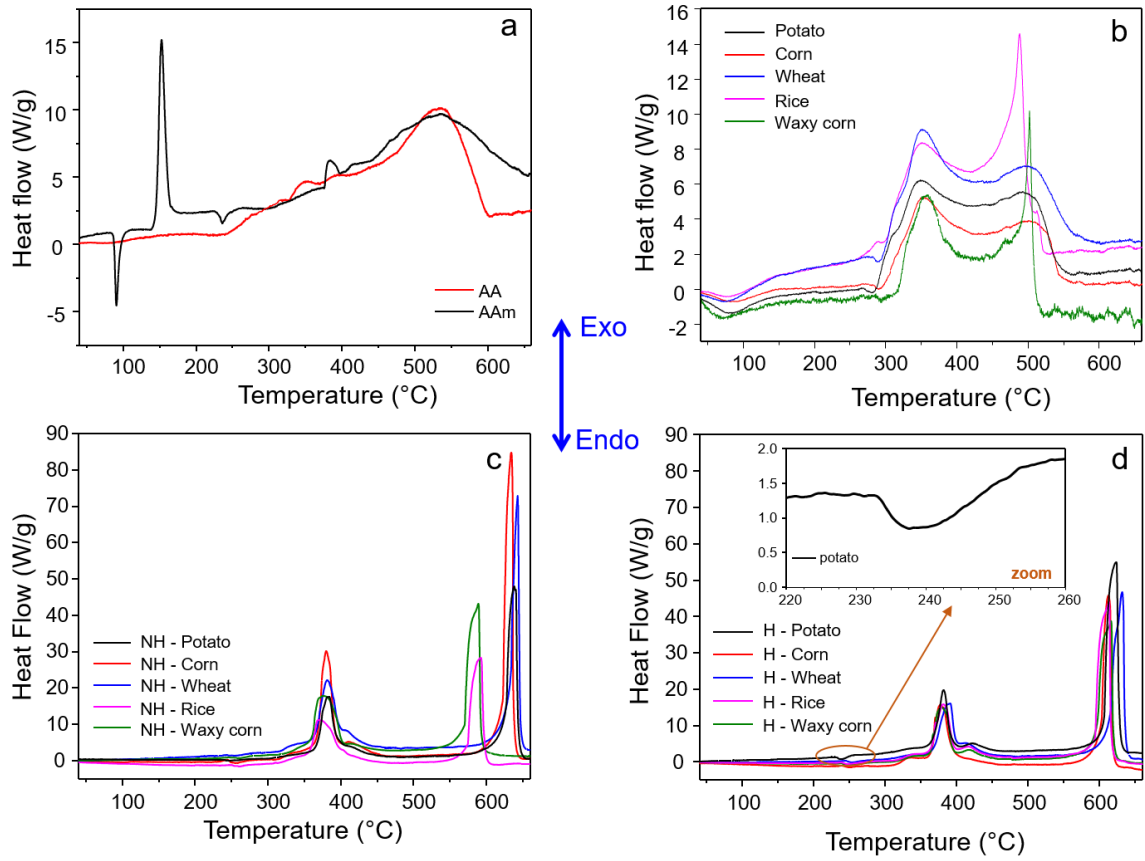 a
15
10
5
0
-5
Heat flow (W/g)
AA
AAm
100 200 300 400 500 600
Temperature (°C)
b
16
14
12
10
8
6
4
2
0
-2
Heat flow (W/g)
Potato
Corn
Wheat
Rice
Waxy corn
100 200 300 400 500 600
Temperature (°C)
Exo
Endo
c
90
80
70
60
50
40
30
20
10
0
Heat Flow (W/g)
NH - Potato
NH - Corn
NH - Wheat
NH - Rice
NH - Waxy corn
100 200 300 400 500 600
Temperature (°C)
d
90
80
70
60
50
40
30
20
10
0
Heat Flow (W/g)
2.0
1.5
1.0
0.5
0.0
potato
zoom
220 230 240 250 260
H - Potato
H - Corn
H - Wheat
H - Rice
H - Waxy corn
100 200 300 400 500 600
Temperature (°C)